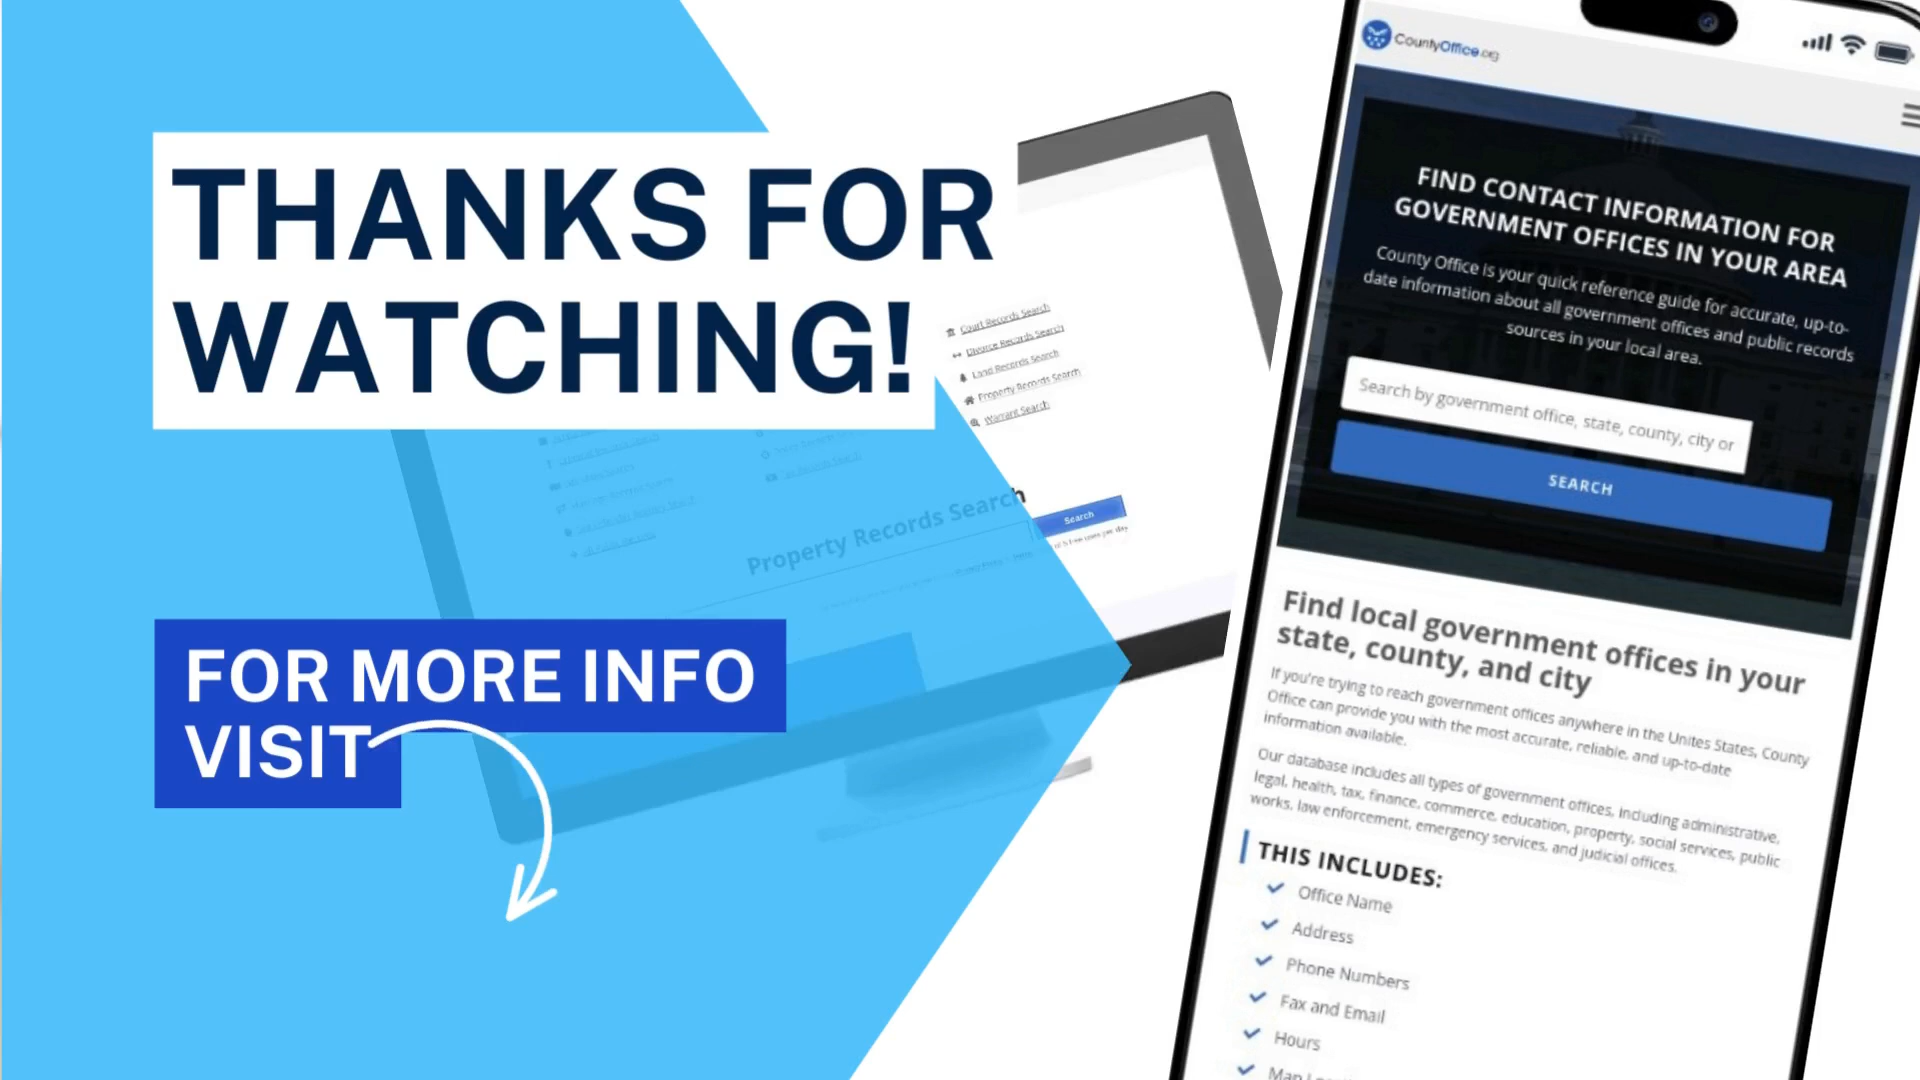 THANKS FOR
WATCHING!
FOR MORE INFO
VISIT
Court Records Search
Divorce Records Search
Land Records Search
Property Records Search
Warrant Search
Property Records Search
Search
CountyOffice.org
FIND CONTACT INFORMATION FOR
GOVERNMENT OFFICES IN YOUR AREA
County Office is your quick reference guide for accurate, up-to-
date information about all government offices and public records
sources in your local area.
Search by government office, state, county, city or
SEARCH
Find local government offices in your
state, county, and city
If you're trying to reach government offices anywhere in the Unites States, County
Office can provide you with the most accurate, reliable, and up-to-date
information available.
Our database includes all types of government offices, including administrative,
legal, health, tax, finance, commerce, education, property, social services, public
works, law enforcement, emergency services, and judicial offices.
THIS INCLUDES:
Office Name
Address
Phone Numbers
Fax and Email
Hours